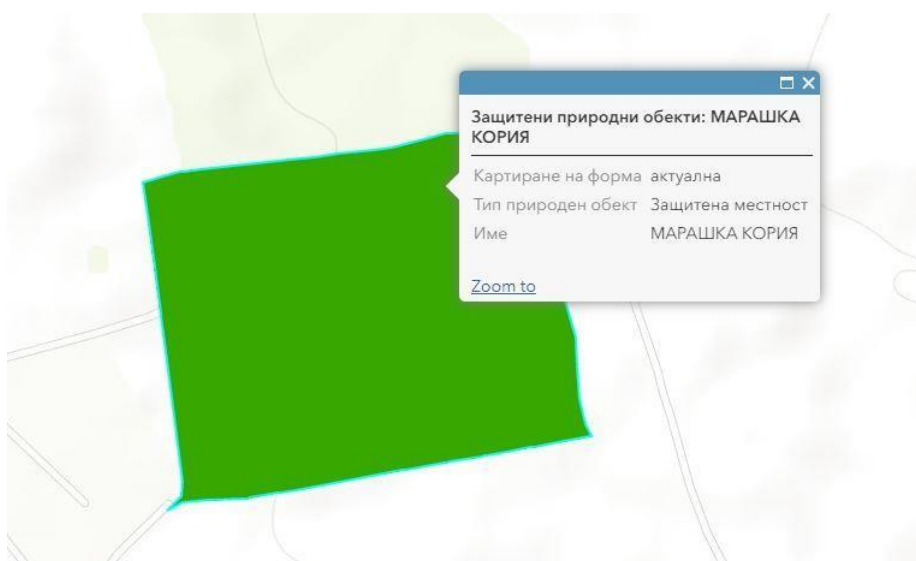 Защитени природни обекти: МАРАШКА
КОРИЯ
Картиране на форма актуална
Тип природен обект Защитена местност
Име МАРАШКА КОРИЯ
Zoom to